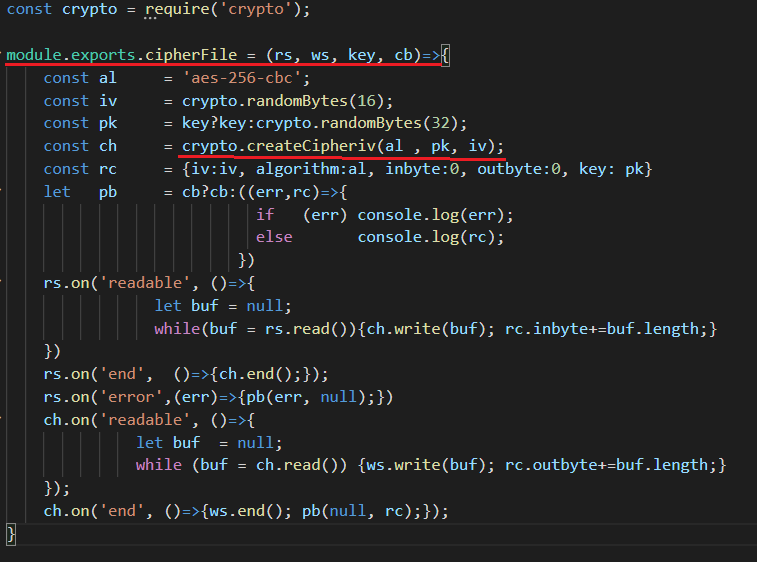 const crypto = require('crypto');
module.exports.cipherFile = (rs, ws, key, cb)=>{
const al = 'aes-256-cbc';
const iv = crypto.randomBytes(16);
const pk = key?key:crypto.randomBytes(32);
const ch = crypto.createCipheriv(al , pk, iv);
const rc = {iv:iv, algorithm:al, inbyte:0, outbyte:0, key: pk}
let pb = cb?cb:((err,rc)=>{
if (err) console.log(err);
else console.log(rc);
})
rs.on('readable', ()=>{
let buf = null;
while(buf = rs.read()){ch.write(buf); rc.inbyte+=buf.length;}
})
rs.on('end', ()=>{ch.end();});
rs.on('error',(err)=>{pb(err, null);})
ch.on('readable', ()=>{
let buf = null;
while (buf = ch.read()) {ws.write(buf); rc.outbyte+=buf.length;}
});
ch.on('end', ()=>{ws.end(); pb(null, rc);});
}